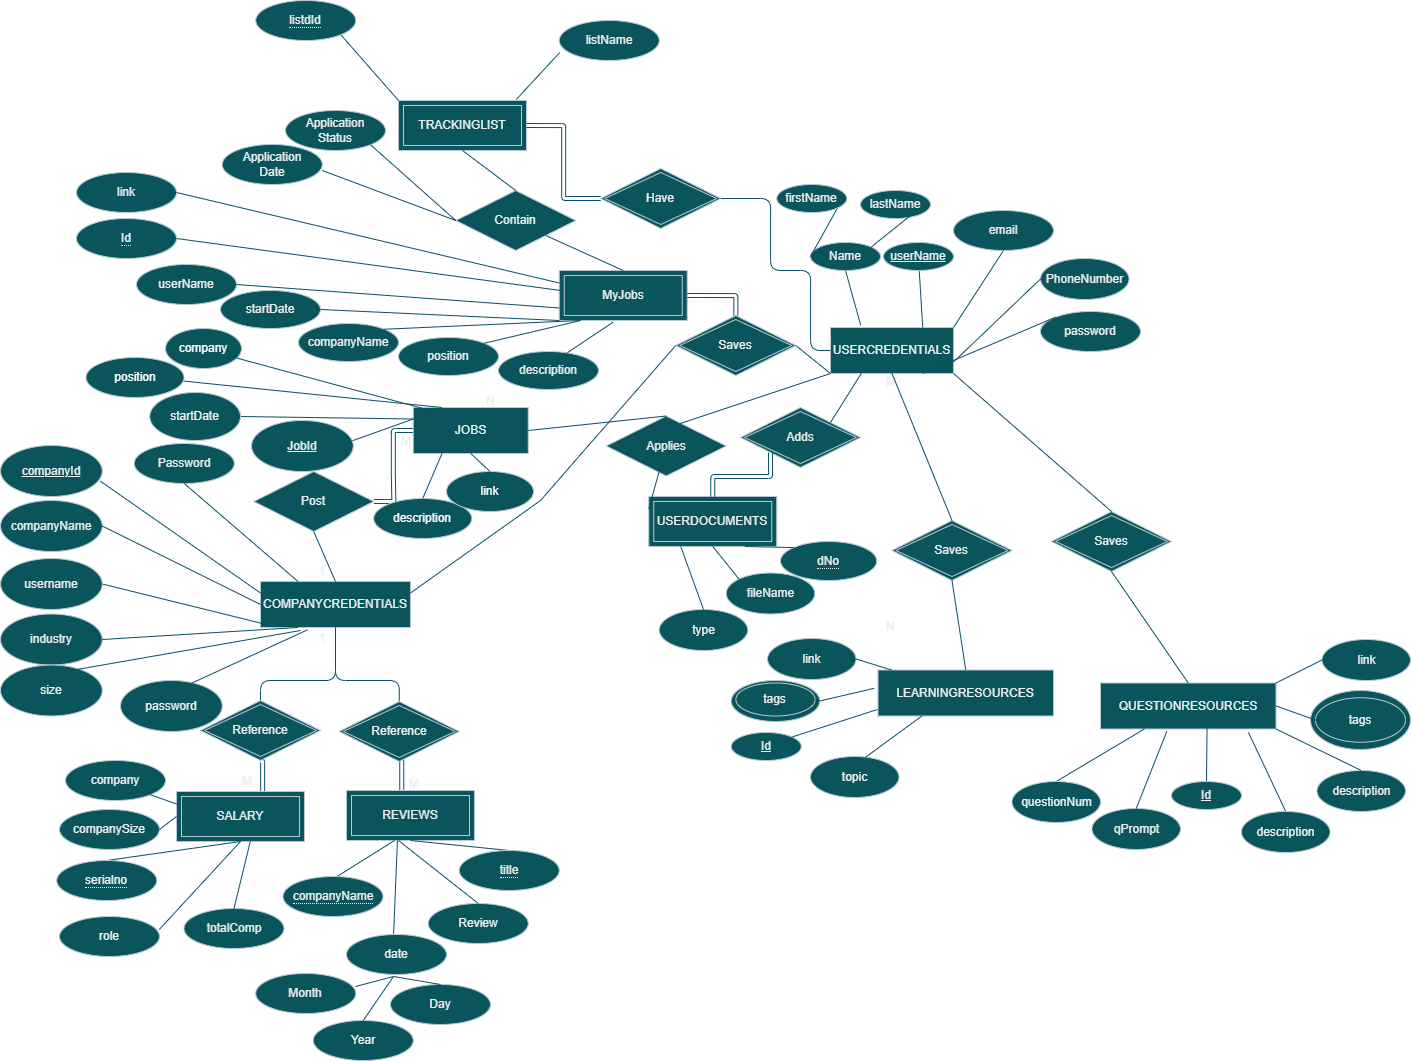 listdId
listName
Application
Status
TRACKINGLIST
Application
Date
link
Have
firstName
lastName
Contain
email
Id
Name
userName
userName
PhoneNumber
startDate
MyJobs
password
companyName
company
Saves
USERCREDENTIALS
position
description
position
M
N
startDate
JOBS
Adds
JobId
M
Applies
Password
companyId
link
Post
description
USERDOCUMENTS
companyName
Saves
Saves
dNo
1
username
fileName
COMPANYCREDENTIALS
N
type
industry
1
link
link
size
LEARNINGRESOURCES
tags
password
QUESTIONRESOURCES
tags
Reference
Reference
Id
topic
company
M
M
description
questionNum
Id
SALARY
REVIEWS
companySize
qPrompt
description
title
serialno
companyName
Review
totalComp
role
date
Month
Day
Year